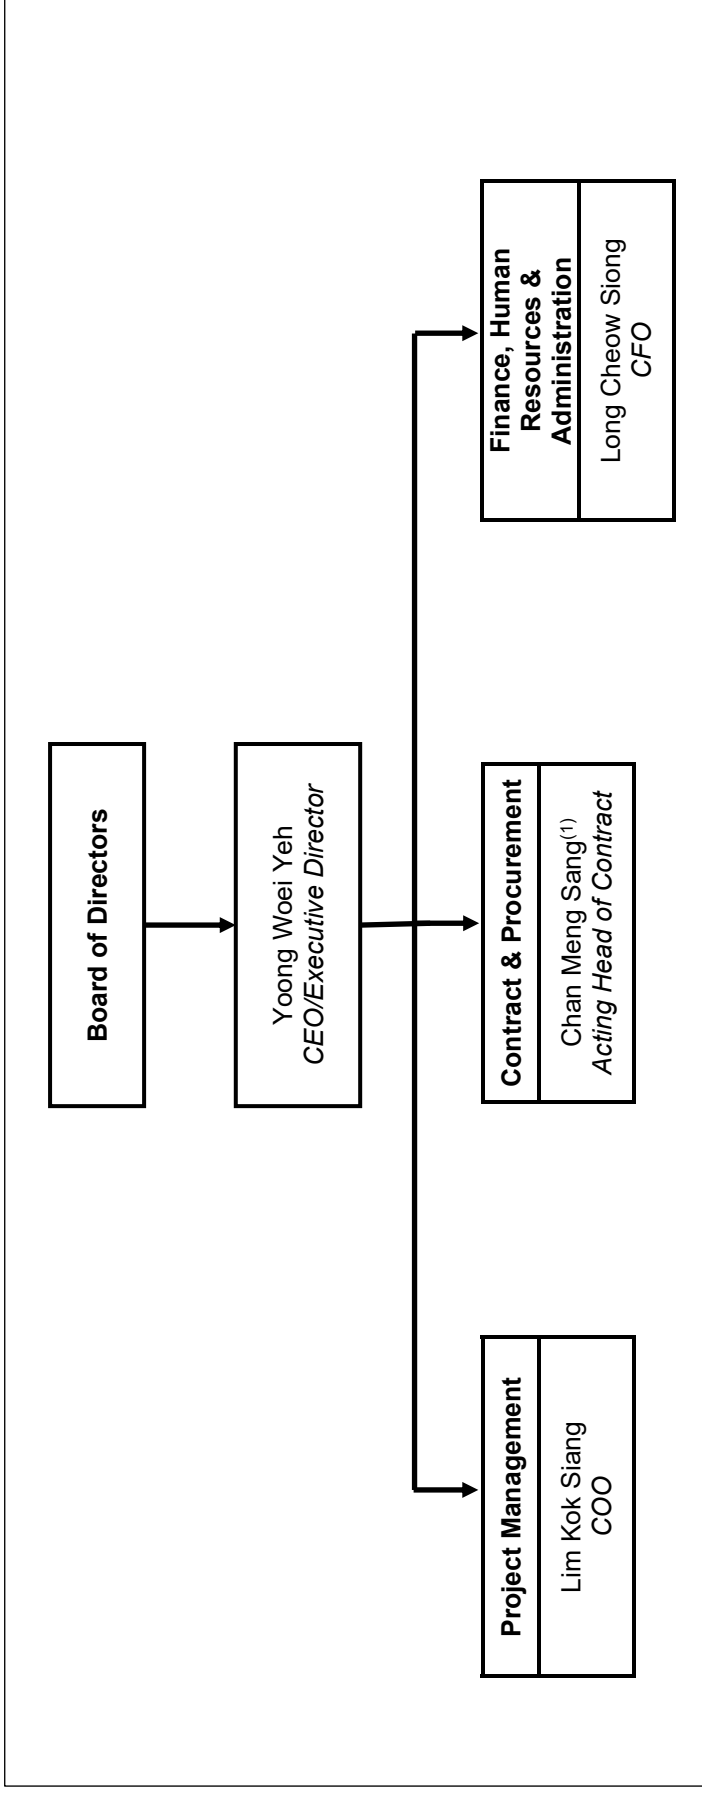 Board of Directors
Yoong Woei Yeh
CEO/Executive Director
Project Management
Lim Kok Siang
COO
Contract & Procurement
Chan Meng Sang(1)
Acting Head of Contract
Finance, Human
Resources &
Administration
Long Cheow Siong
CFO